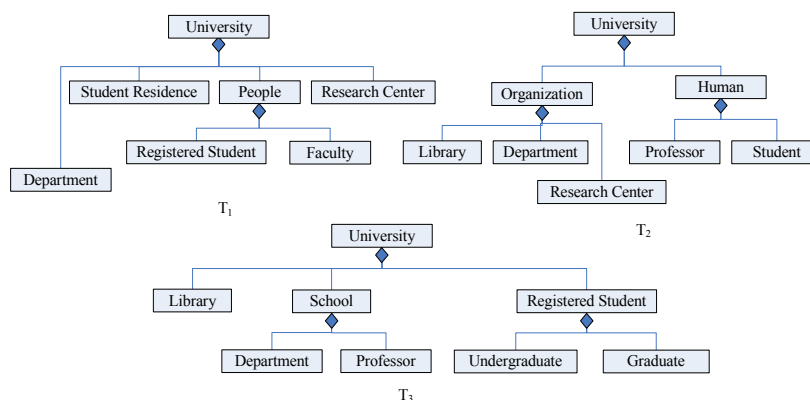 University
Student Residence
People
Research Center
Registered Student
Faculty
Department
T1
University
Organization
Human
Library
Department
Professor
Student
Research Center
T2
University
Library
School
Registered Student
Department
Professor
Undergraduate
Graduate
T3